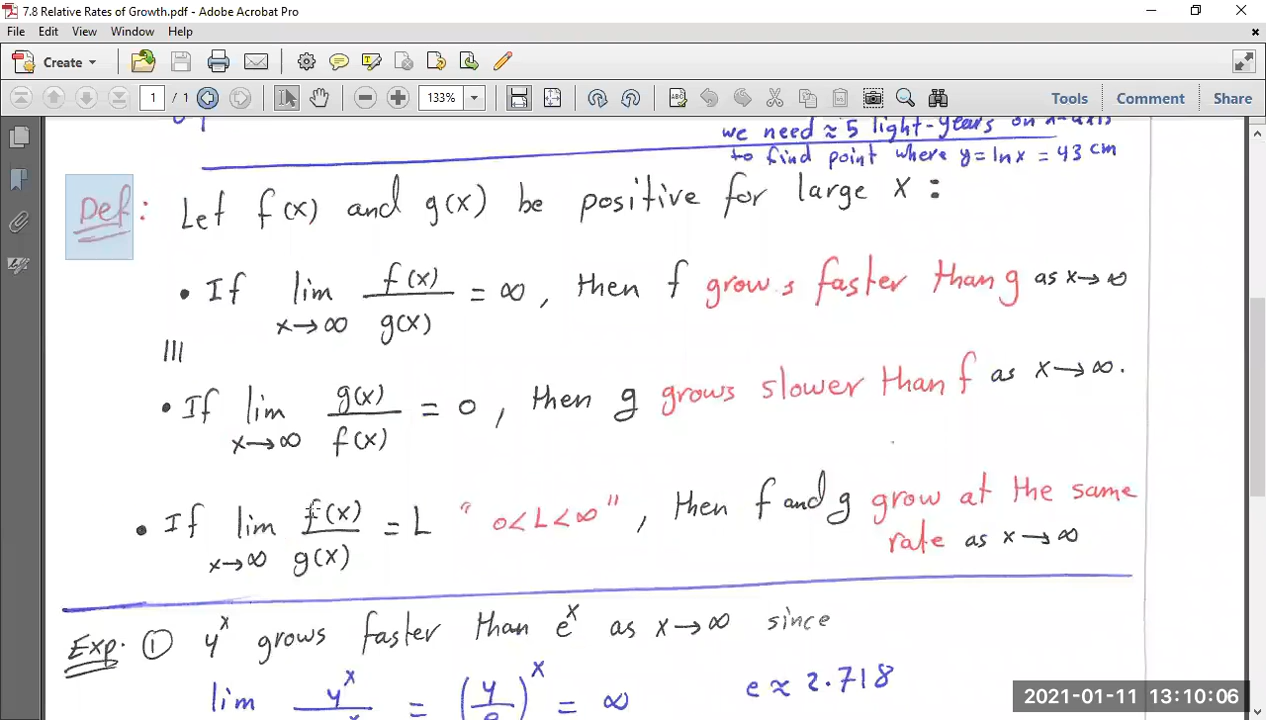 7.8 Relative Rates of Growth.pdf - Adobe Acrobat Pro
File Edit View Window Help
Create
1 / 1 133% Tools Comment Share
we need ≈ 5 light-years on x-axis
to find point where y = ln x = 43 cm
Def: Let f(x) and g(x) be positive for large x :
• If lim x→∞ f(x)/g(x) = ∞, then f grows faster than g as x→∞
|||
• If lim x→∞ g(x)/f(x) = 0, then g grows slower than f as x→∞.
• If lim x→∞ f(x)/g(x) = L " 0<L<∞ ", then f and g grow at the same
rate as x→∞
Exp. ① 4^x grows faster than e^x as x→∞ since
lim 4^x = (4/e)^x = ∞ e ≈ 2.718
2021-01-11 13:10:06